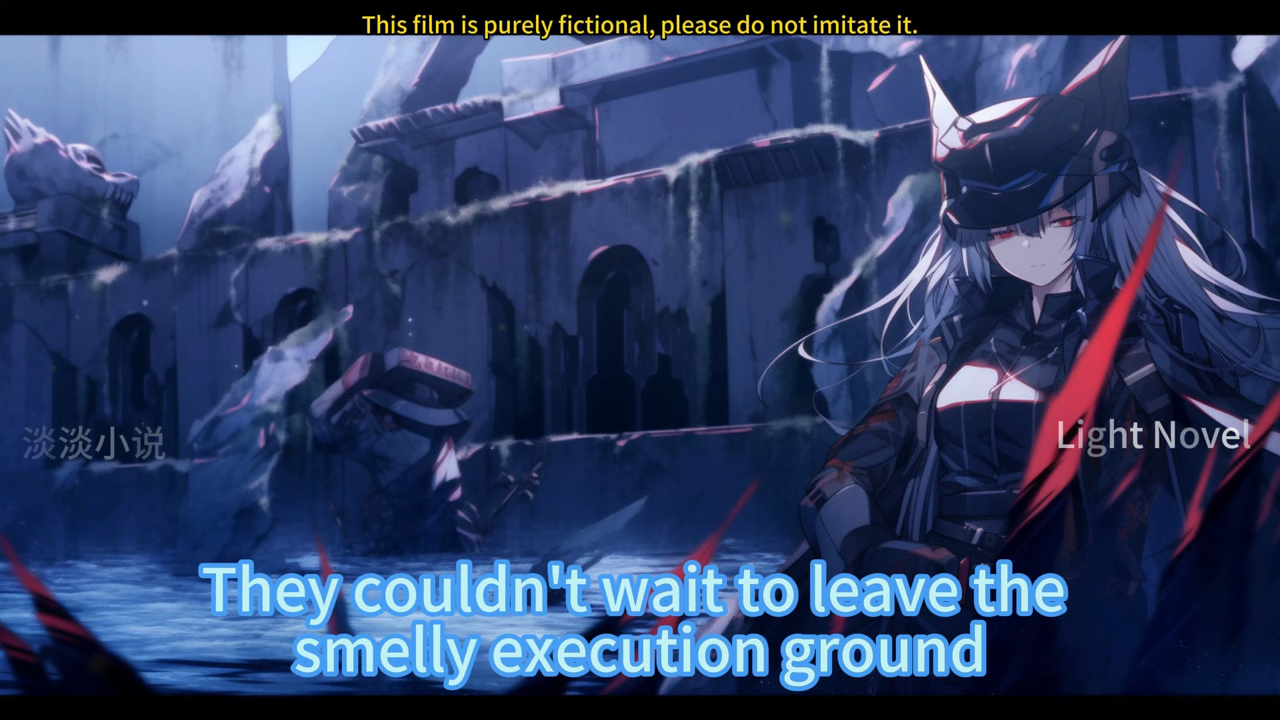 This film is purely fictional, please do not imitate it.
淡淡小说
Light Novel
They couldn't wait to leave the
smelly execution ground